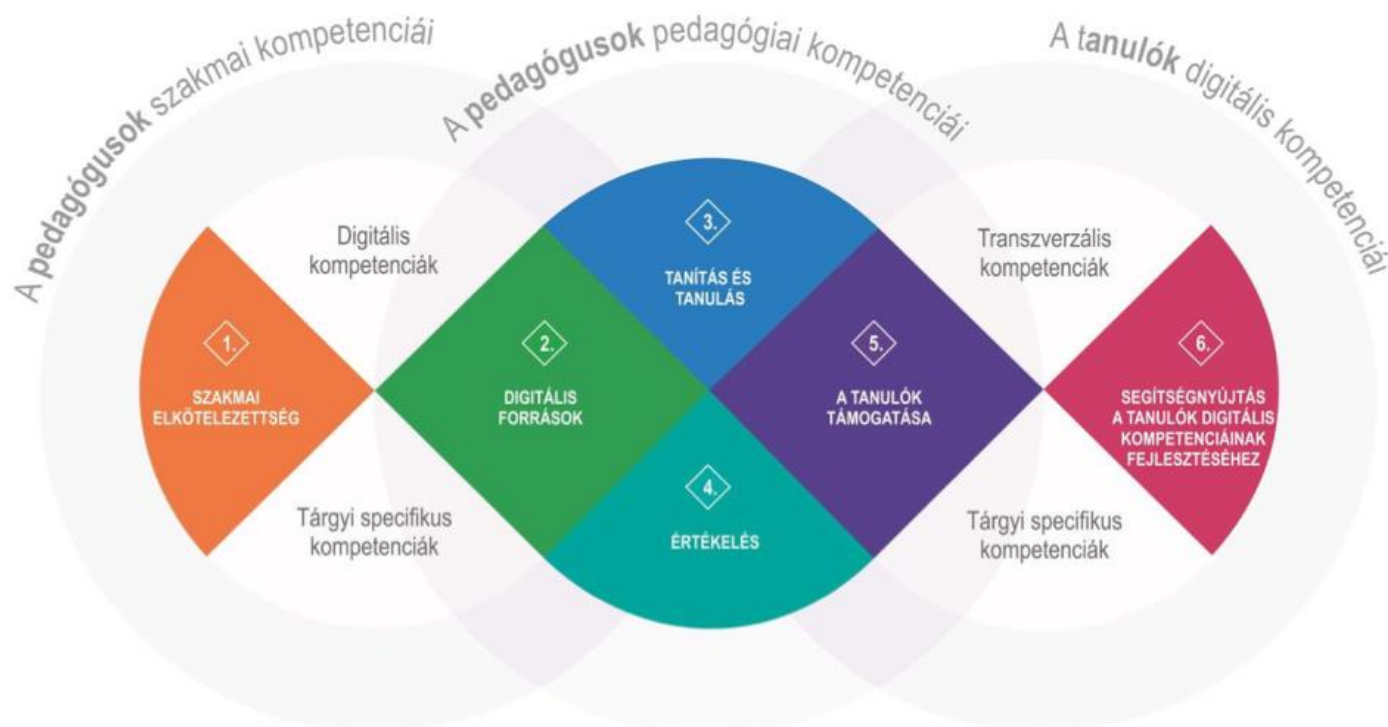 A pedagógusok szakmai kompetenciái
A pedagógusok pedagógiai kompetenciái
A tanulók digitális kompetenciái
Digitális
kompetenciák
Tárgyi specifikus
kompetenciák
1.
SZAKMAI
ELKÖTELEZETTSÉG
2.
DIGITÁLIS
FORRÁSOK
3.
TANÍTÁS ÉS
TANULÁS
4.
ÉRTÉKELÉS
5.
A TANULÓK
TÁMOGATÁSA
Transzverzális
kompetenciák
Tárgyi specifikus
kompetenciák
6.
SEGÍTSÉGNYÚJTÁS
A TANULÓK DIGITÁLIS
KOMPETENCIÁINAK
FEJLESZTÉSÉHEZ